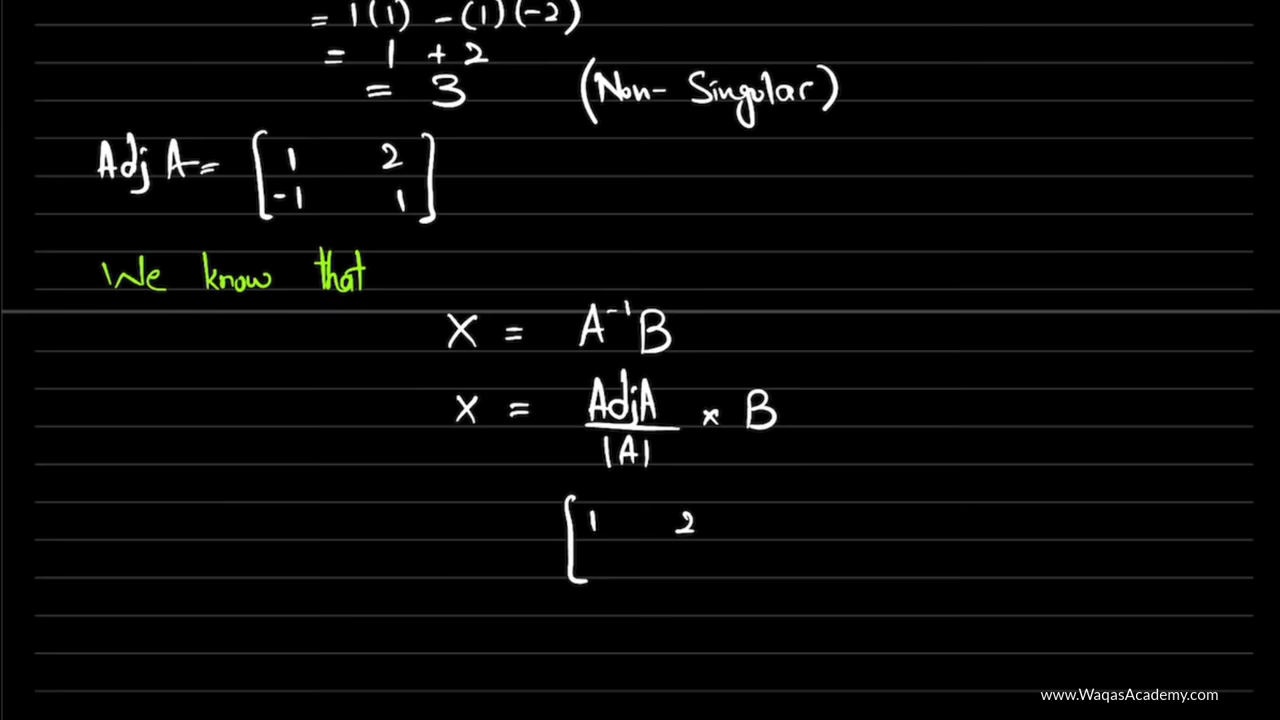 = 1(1) - (1)(-2)
= 1 + 2
= 3 (Non- Singular)
Adj A = [ 1 2
-1 1 ]
We know that
X = A⁻¹B
X = AdjA
|A| × B
[ 1 2
www.WaqasAcademy.com